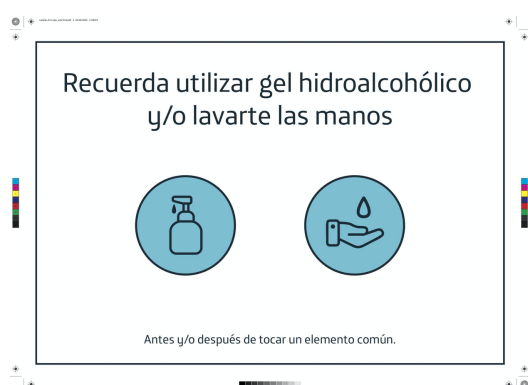 Recuerda utilizar gel hidroalcohólico
y/o lavarte las manos
Antes y/o después de tocar un elemento común.